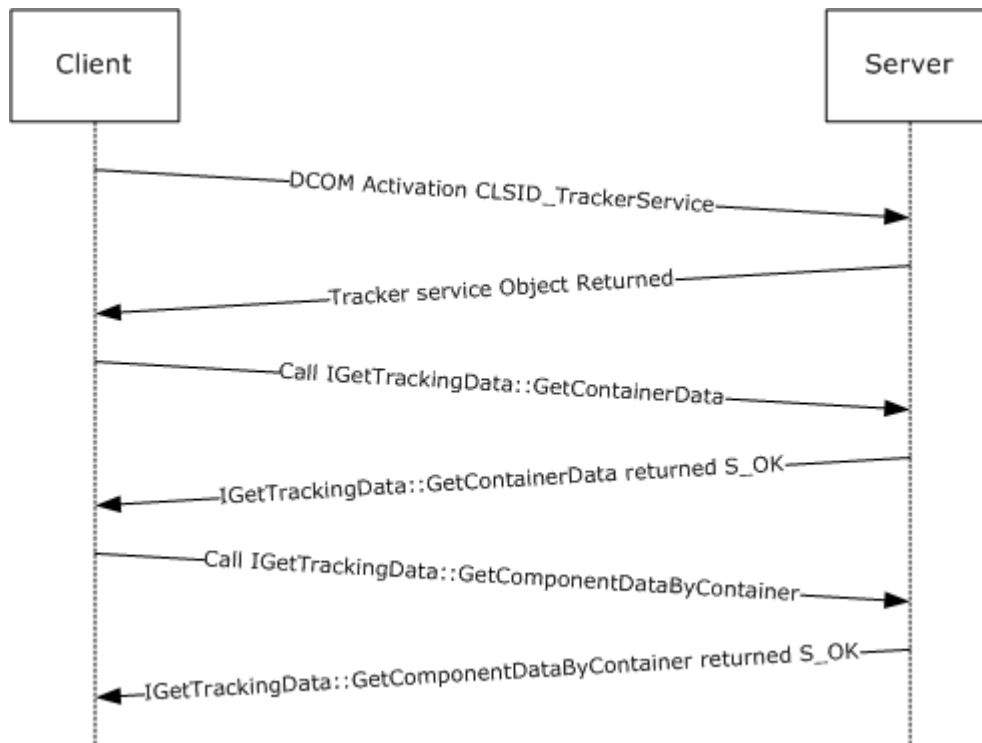 Client
Server
DCOM Activation CLSID_TrackerService
Tracker service Object Returned
Call IGetTrackingData::GetContainerData
IGetTrackingData::GetContainerData returned S_OK
Call IGetTrackingData::GetComponentDataByContainer
IGetTrackingData::GetComponentDataByContainer returned S_OK